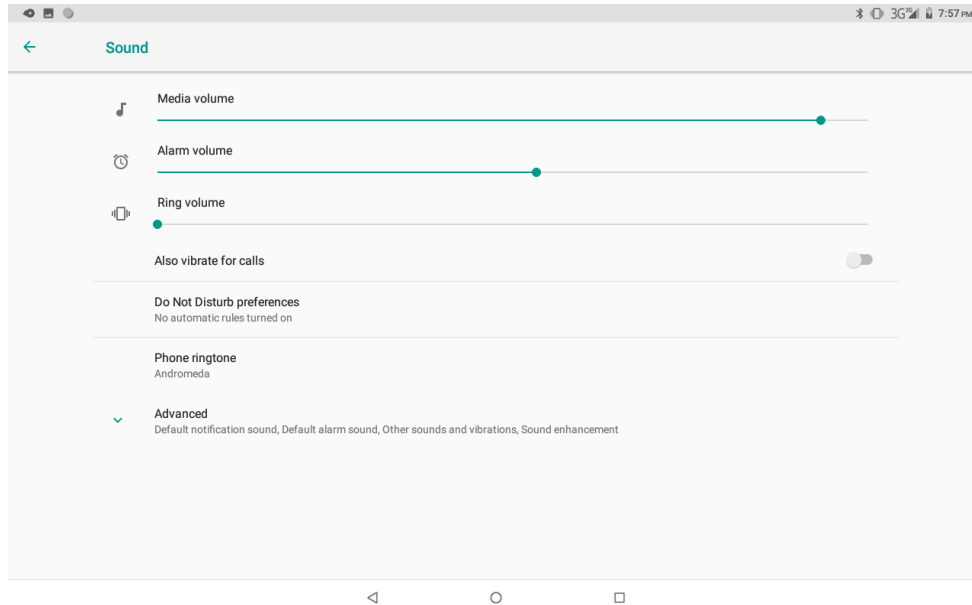 3G 3G 7:57 PM
Sound
Media volume
Alarm volume
Ring volume
Also vibrate for calls
Do Not Disturb preferences
No automatic rules turned on
Phone ringtone
Andromeda
Advanced
Default notification sound, Default alarm sound, Other sounds and vibrations, Sound enhancement